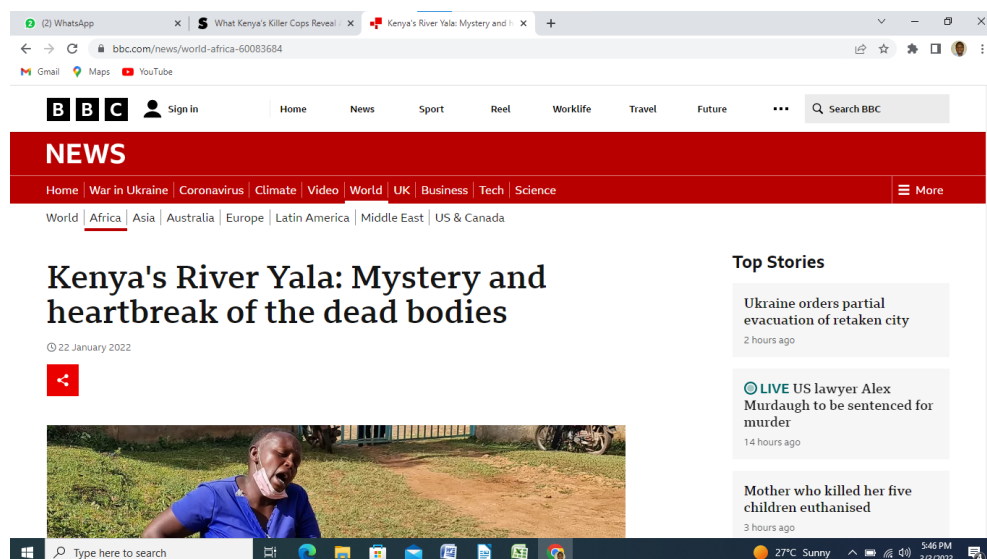 (2) WhatsApp
What Kenya's Killer Cops Reveal
Kenya's River Yala: Mystery and h
bbc.com/news/world-africa-60083684
Gmail Maps YouTube
BBC Sign in Home News Sport Reel Worklife Travel Future Search BBC
NEWS
Home War in Ukraine Coronavirus Climate Video World UK Business Tech Science More
World Africa Asia Australia Europe Latin America Middle East US & Canada
Kenya's River Yala: Mystery and
heartbreak of the dead bodies
22 January 2022
Top Stories
Ukraine orders partial
evacuation of retaken city
2 hours ago
LIVE US lawyer Alex
Murdaugh to be sentenced for
murder
14 hours ago
Mother who killed her five
children euthanised
3 hours ago
Type here to search
27°C Sunny
5:46 PM